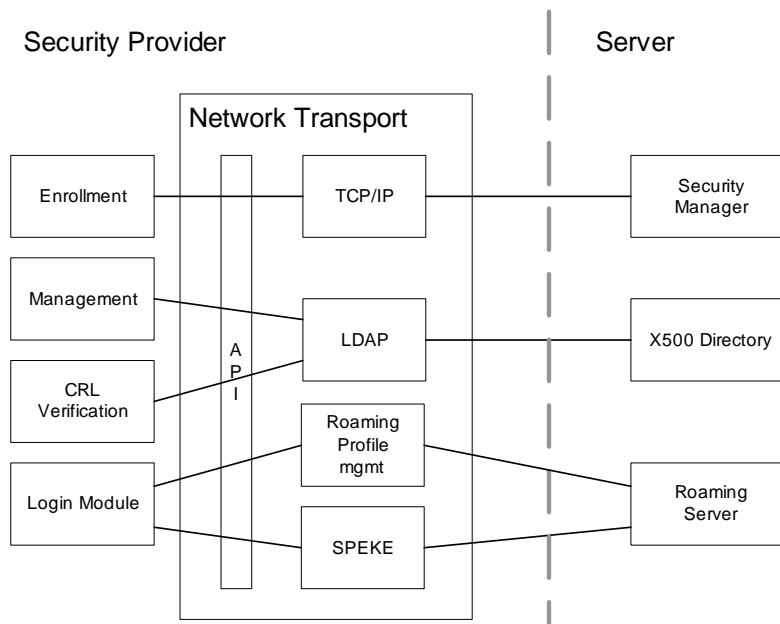 Security Provider
Server
Network Transport
Enrollment
TCP/IP
Security
Manager
Management
LDAP
X500 Directory
A
P
I
CRL
Verification
Roaming
Profile
mgmt
Login Module
Roaming
Server
SPEKE